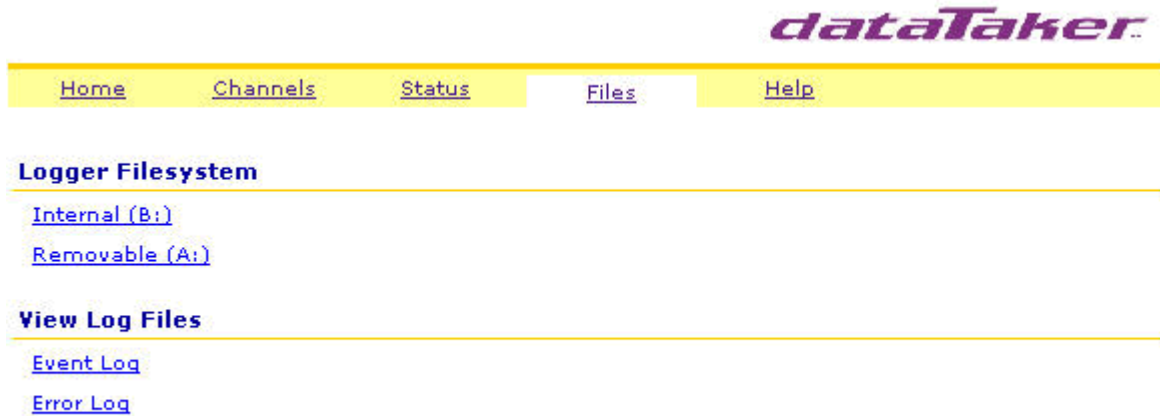 dataTaker
Home Channels Status Files Help
Logger Filesystem
Internal (B:)
Removable (A:)
View Log Files
Event Log
Error Log